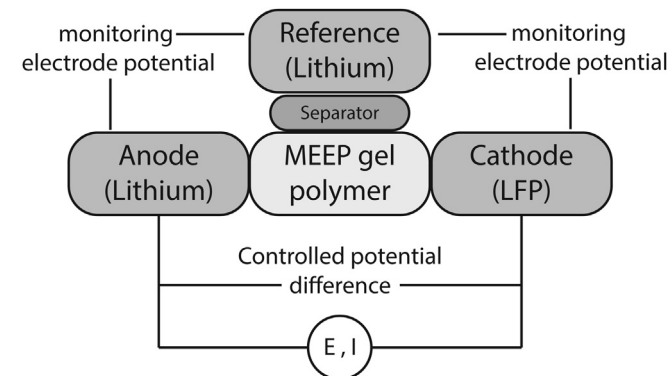 monitoring
electrode potential
Reference
(Lithium)
monitoring
electrode potential
Separator
Anode
(Lithium)
MEEP gel
polymer
Cathode
(LFP)
Controlled potential
difference
E , I